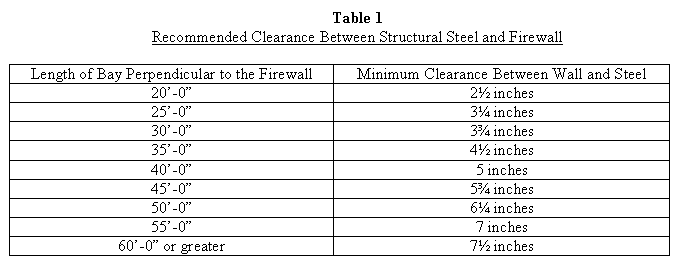 Table 1
Recommended Clearance Between Structural Steel and Firewall
Length of Bay Perpendicular to the Firewall Minimum Clearance Between Wall and Steel
20’-0” 2½ inches
25’-0” 3¼ inches
30’-0” 3¾ inches
35’-0” 4½ inches
40’-0” 5 inches
45’-0” 5¾ inches
50’-0” 6¼ inches
55’-0” 7 inches
60’-0” or greater 7½ inches